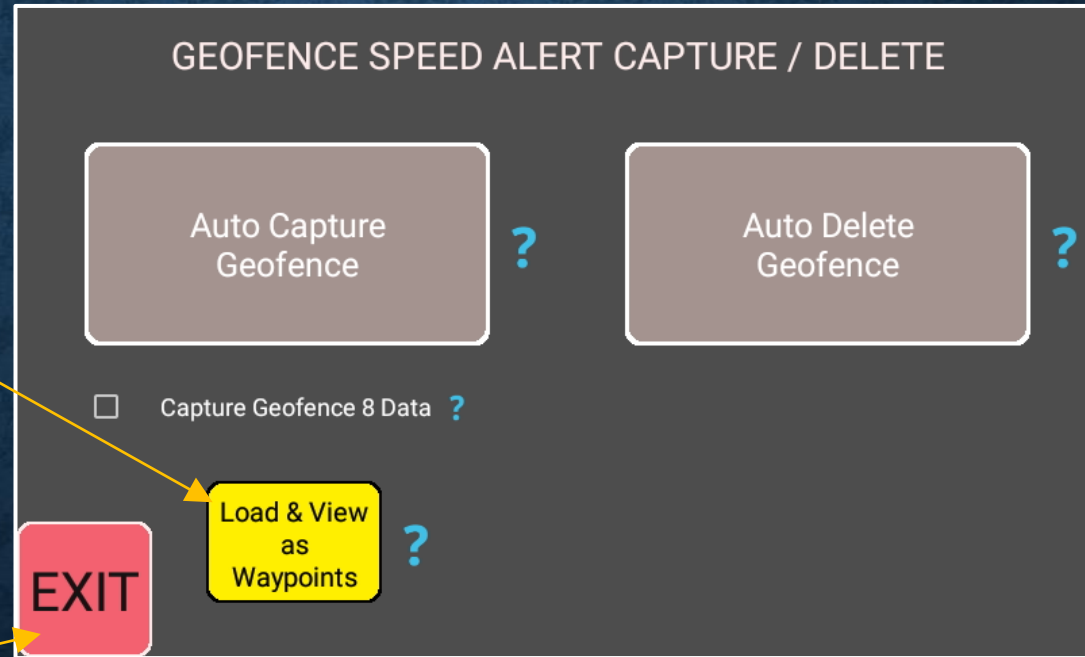 GEOFENCE SPEED ALERT CAPTURE / DELETE
Auto Capture
Geofence
?
Auto Delete
Geofence
?
Capture Geofence 8 Data ?
Load & View
as
Waypoints
?
EXIT